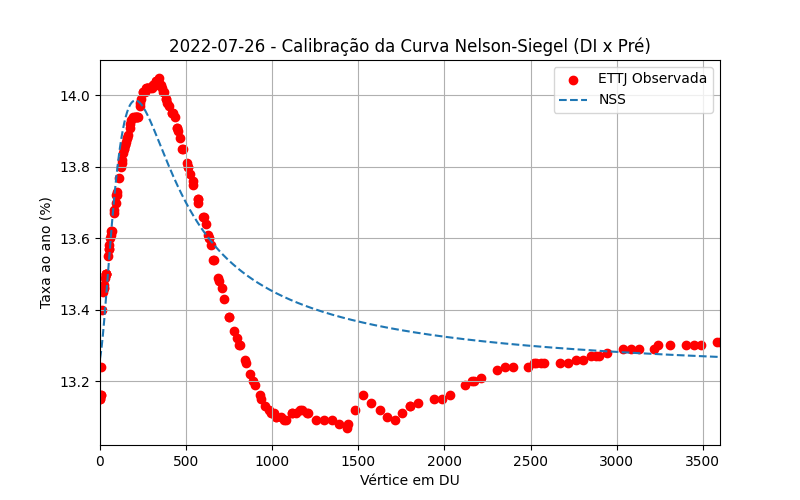 2022-07-26 - Calibração da Curva Nelson-Siegel (DI x Pré)
ETTJ Observada
NSS
Taxa ao ano (%)
14.0
13.8
13.6
13.4
13.2
0 500 1000 1500 2000 2500 3000 3500
Vértice em DU